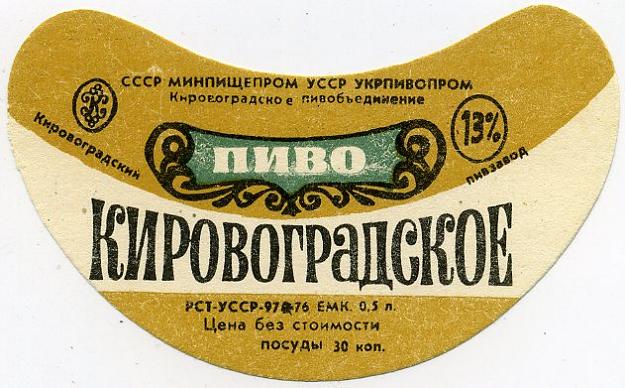 СССР МИНПИЩЕПРОМ УССР УКРПИВОПРОМ
Кировоградское пивобъединение
К
Кировоградский
13%
пивзавод
ПИВО
КИРОВОГРАДСКОЕ
ЕМК. 0,5 л.
Цена без стоимости
посуды 30 коп.